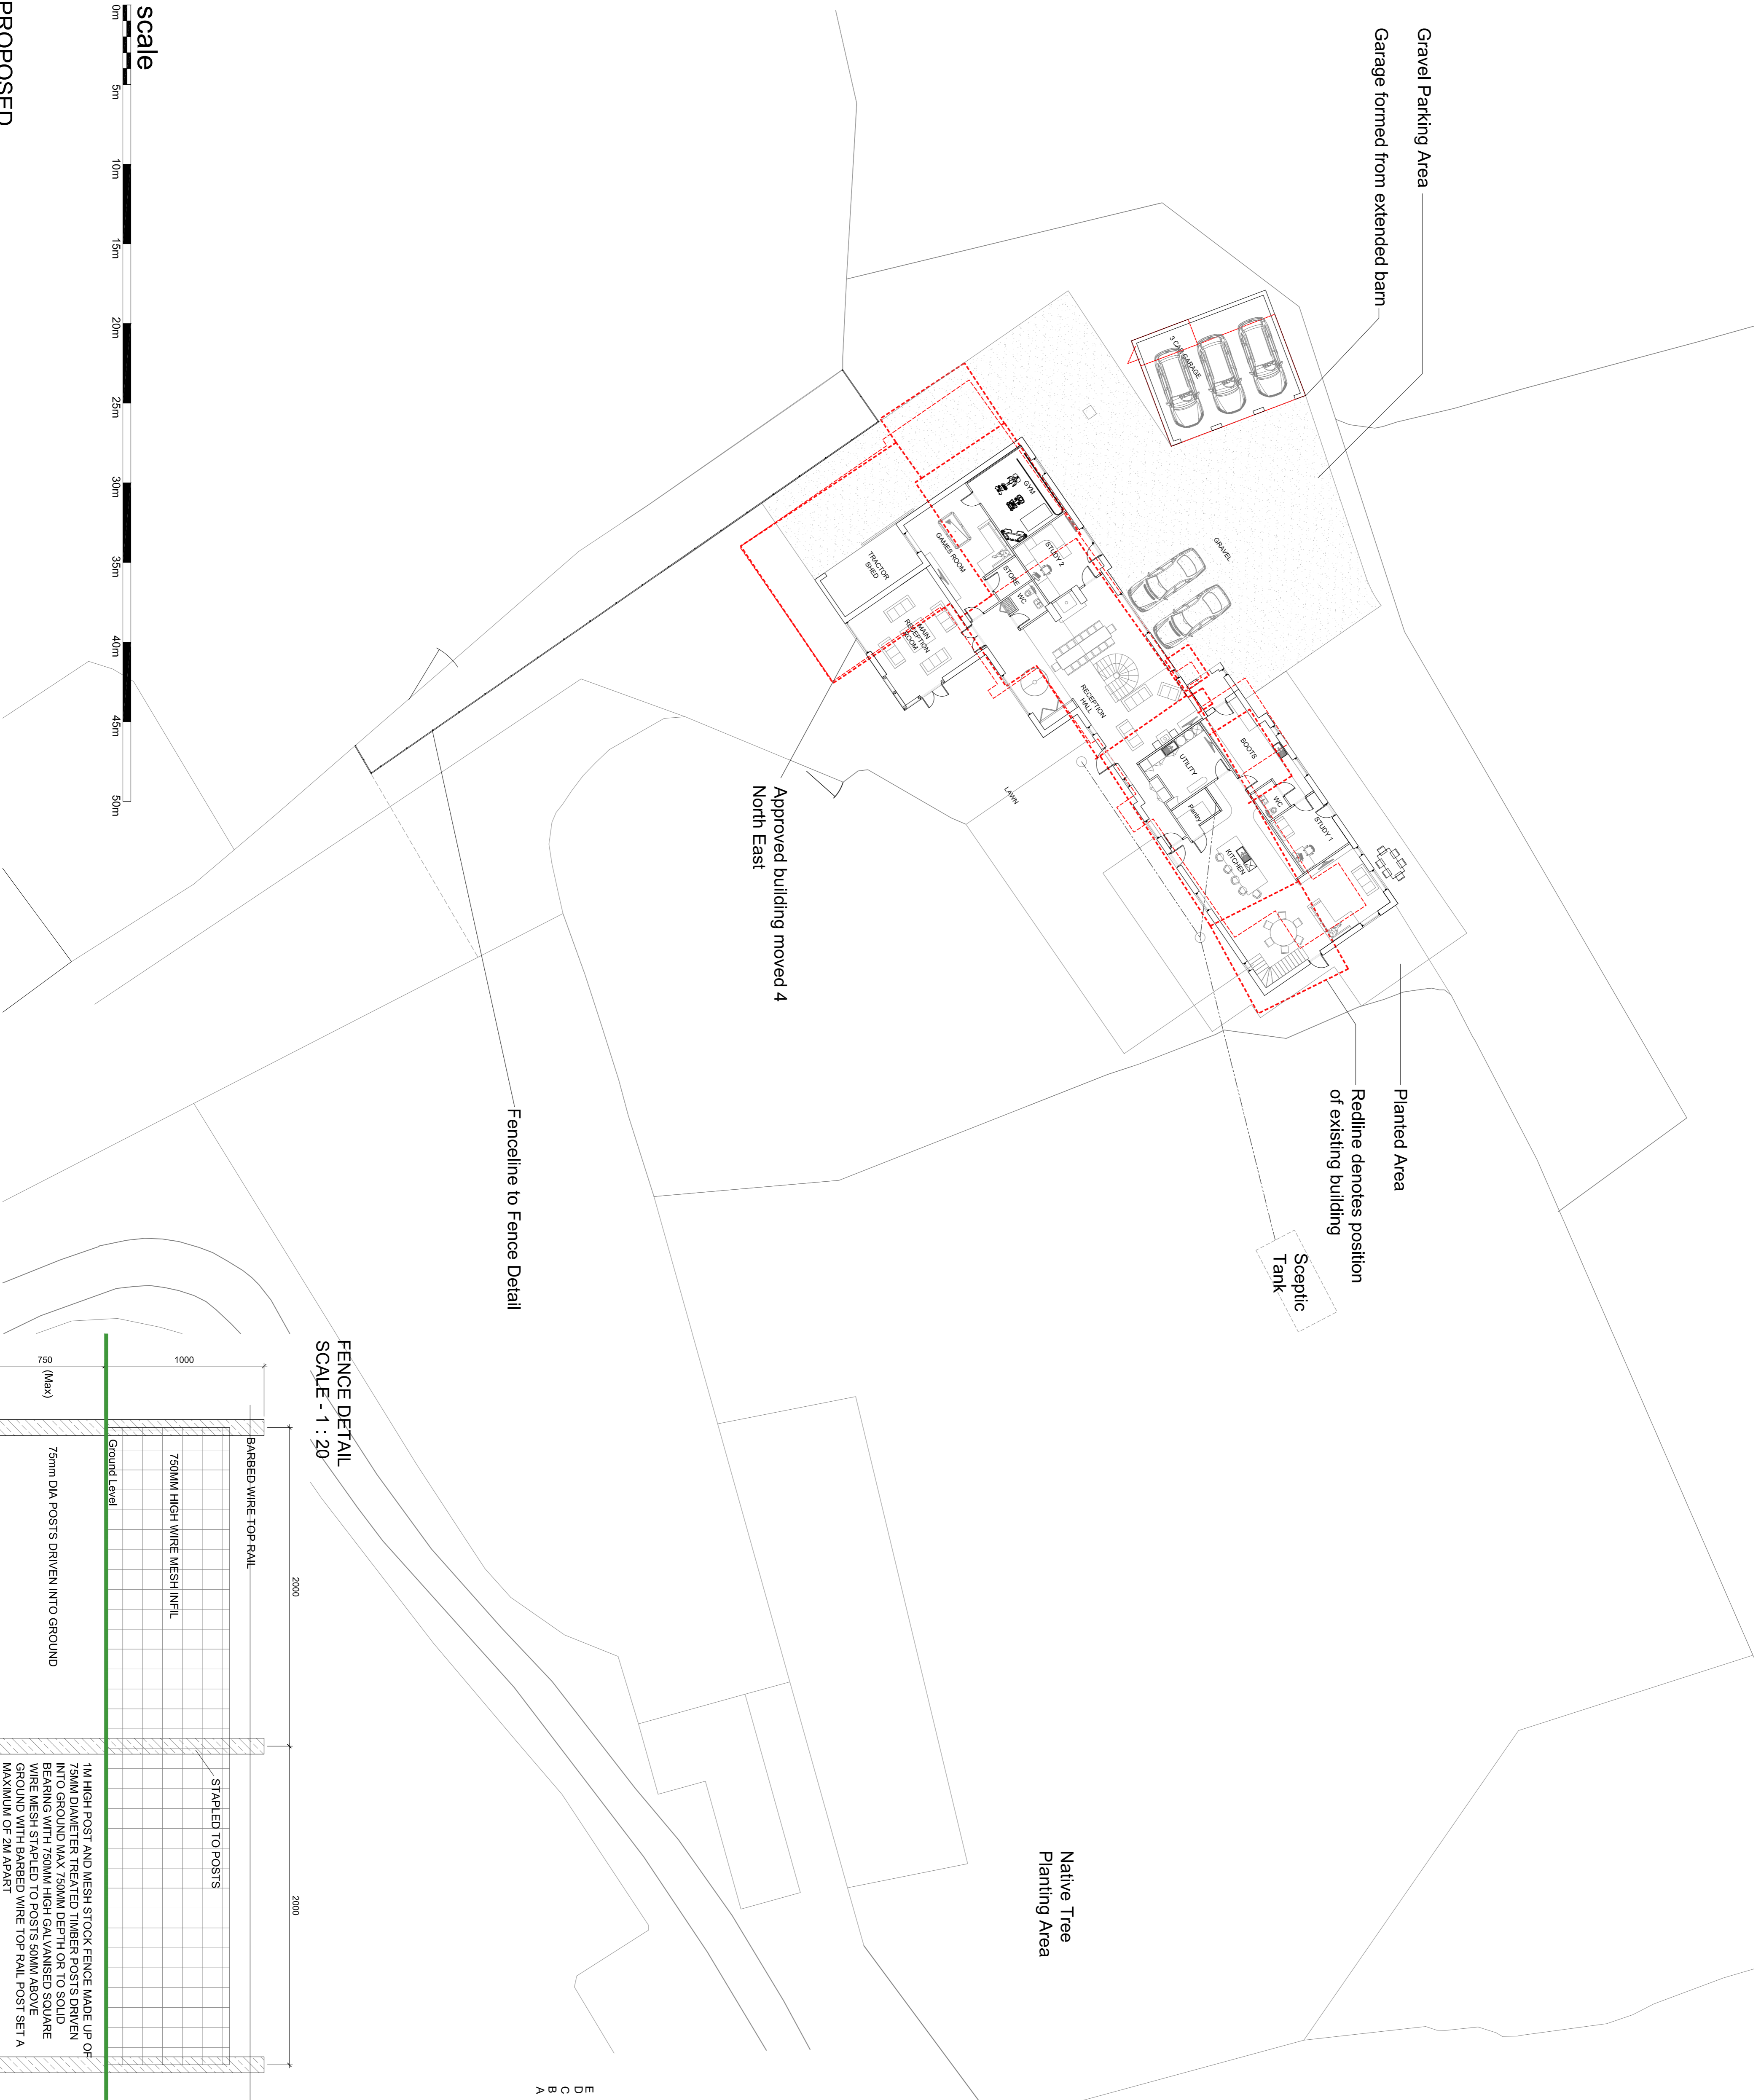 Gravel Parking Area
Garage formed from extended barn
3 CAR GARAGE
GRAVEL
GYM
STUDY 2
GAMES ROOM
STORE
WC
TRACTOR
SHED
MAIN
RECEPTION
ROOM
RECEPTION
HALL
BOOTS
UTILITY
WC
Pantry
STUDY 1
KITCHEN
LAWN
Planted Area
Redline denotes position
of existing building
Sceptic
Tank
Approved building moved 4
North East
Fenceline to Fence Detail
Native Tree
Planting Area
scale
0m
5m
10m
15m
20m
25m
30m
35m
40m
45m
50m
PROPOSED
FENCE DETAIL
SCALE - 1 : 20
2000
2000
1000
750
(Max)
BARBED WIRE TOP RAIL
STAPLED TO POSTS
750MM HIGH WIRE MESH INFIL
Ground Level
75mm DIA POSTS DRIVEN INTO GROUND
1M HIGH POST AND MESH STOCK FENCE MADE UP OF
75MM DIAMETER TREATED TIMBER POSTS DRIVEN
INTO GROUND MAX 750MM DEPTH OR TO SOLID
BEARING WITH 750MM HIGH GALVANISED SQUARE
WIRE MESH STAPLED TO POSTS 50MM ABOVE
GROUND WITH BARBED WIRE TOP RAIL POST SET A
MAXIMUM OF 2M APART
E
D
C
B
A